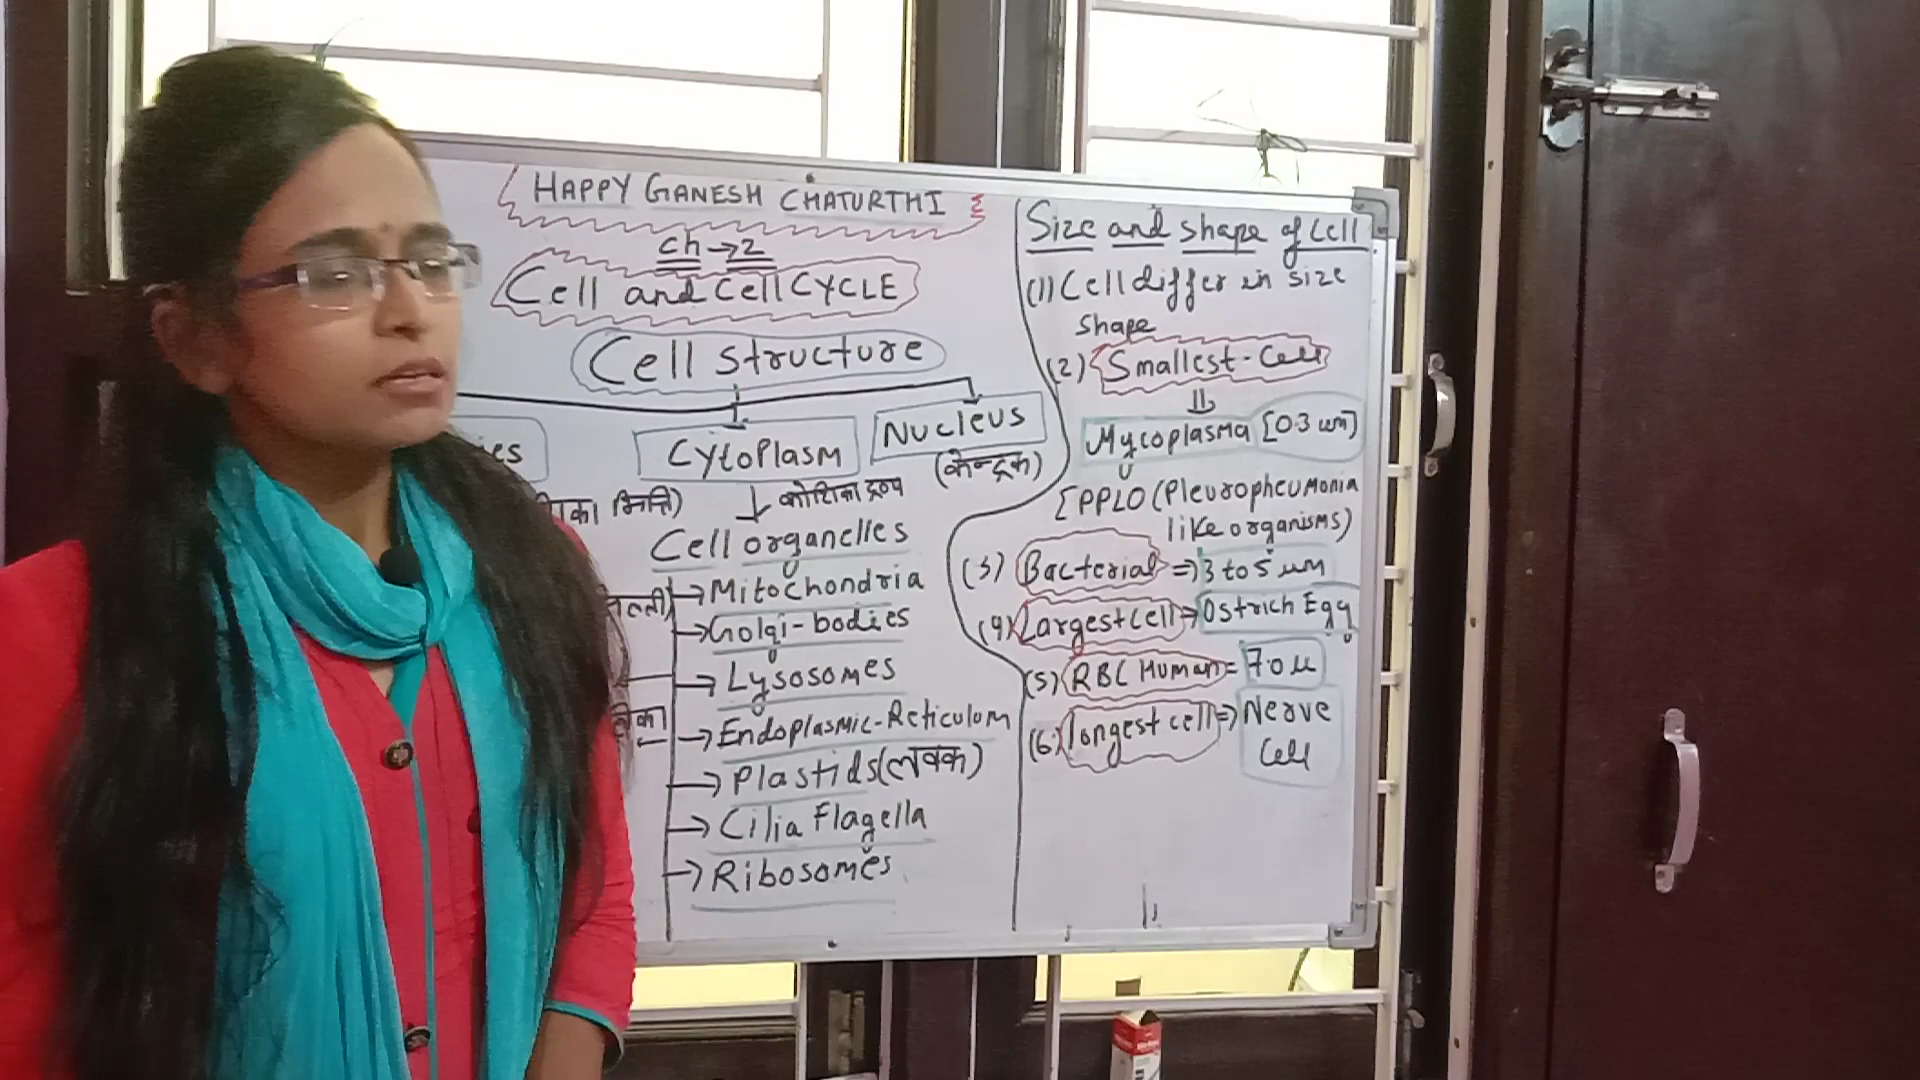 HAPPY GANESH CHATURTHI
ch→2
Cell and Cell CYCLE
Cell Structure
Cytoplasm
Nucleus
(केन्द्रक)
भित्ति)
कोशिका द्रव्य
Cell organelles
→Mitochondria
→Golgi-bodies
→Lysosomes
→Endoplasmic-Reticulum
→Plastids(लवक)
→Cilia Flagella
→Ribosomes
Size and shape of Cell
(1) Cell differ in size
shape
(2) Smallest-Cell
⇓
Mycoplasma [0.3 um]
[PPLO (Pleuropheumonia
like organisms)
(3) Bacterial ⇒ 3 to 5 um
(4) Largest cell → Ostrich Egg
(5) RBC Human = 7.0 u
(6) longest cell ⇒ Nerve
Cell